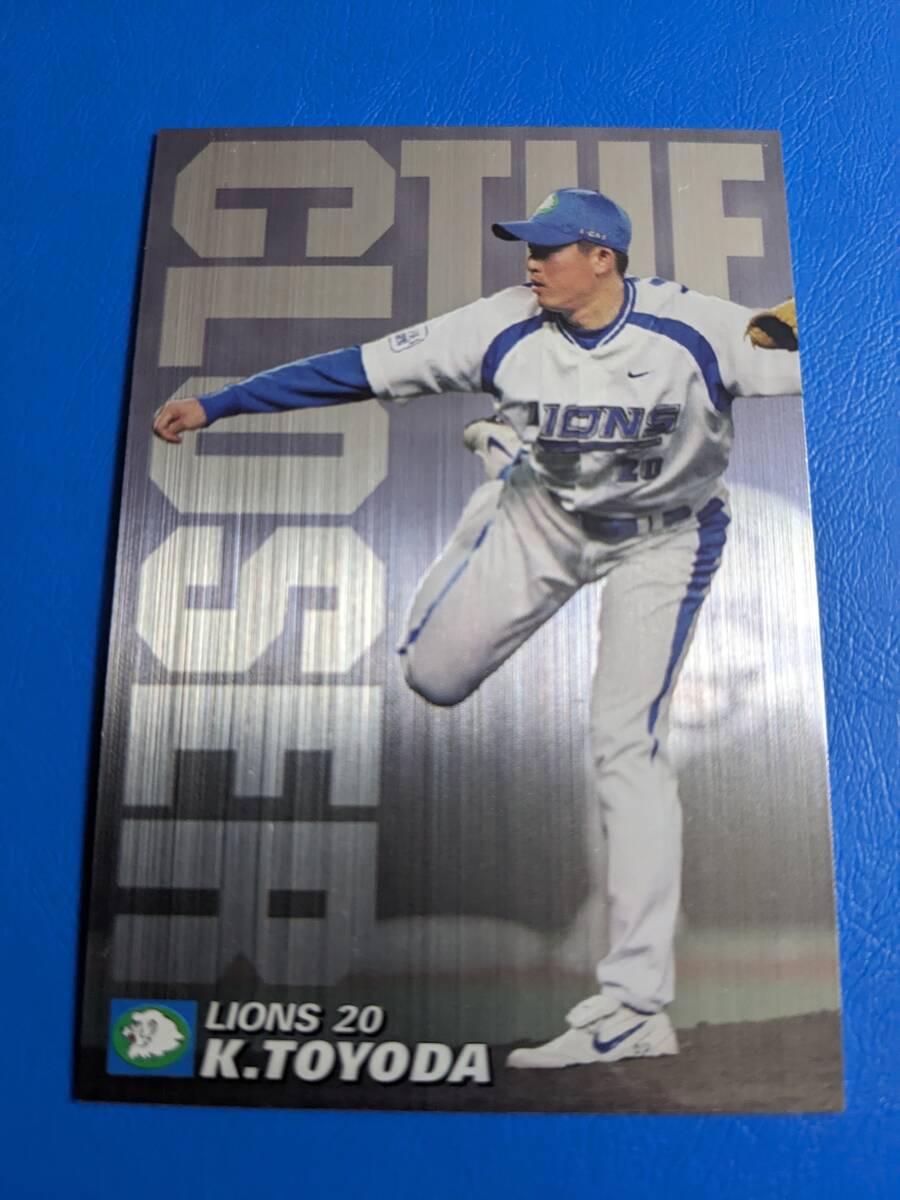 THE
CLOSER
LIONS
20
LIONS 20
K.TOYODA